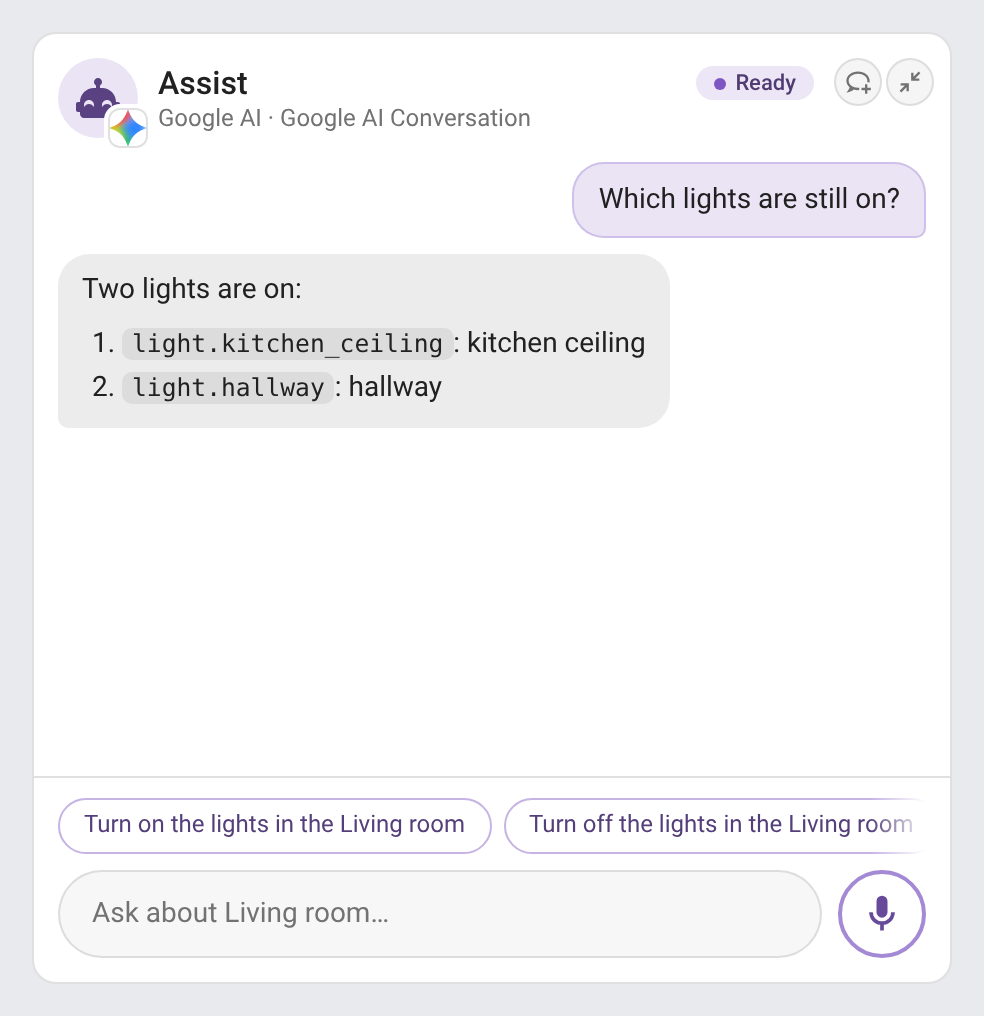 Assist
Google AI · Google AI Conversation
Ready
Which lights are still on?
Two lights are on:
1. light.kitchen_ceiling: kitchen ceiling
2. light.hallway: hallway
Turn on the lights in the Living room
Turn off the lights in the Living room
Ask about Living room…